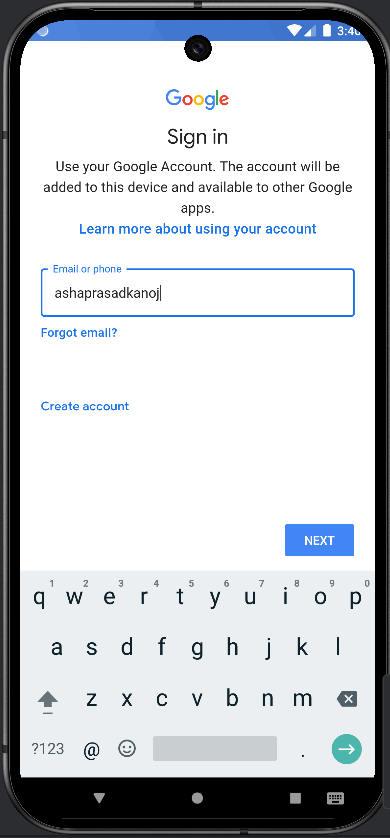 3:40
Google
Sign in
Use your Google Account. The account will be
added to this device and available to other Google
apps.
Learn more about using your account
Email or phone
ashaprasadkanoj
Forgot email?
Create account
NEXT
1 2 3 4 5 6 7 8 9 0
q w e r t y u i o p
a s d f g h j k l
z x c v b n m
?123 @ .